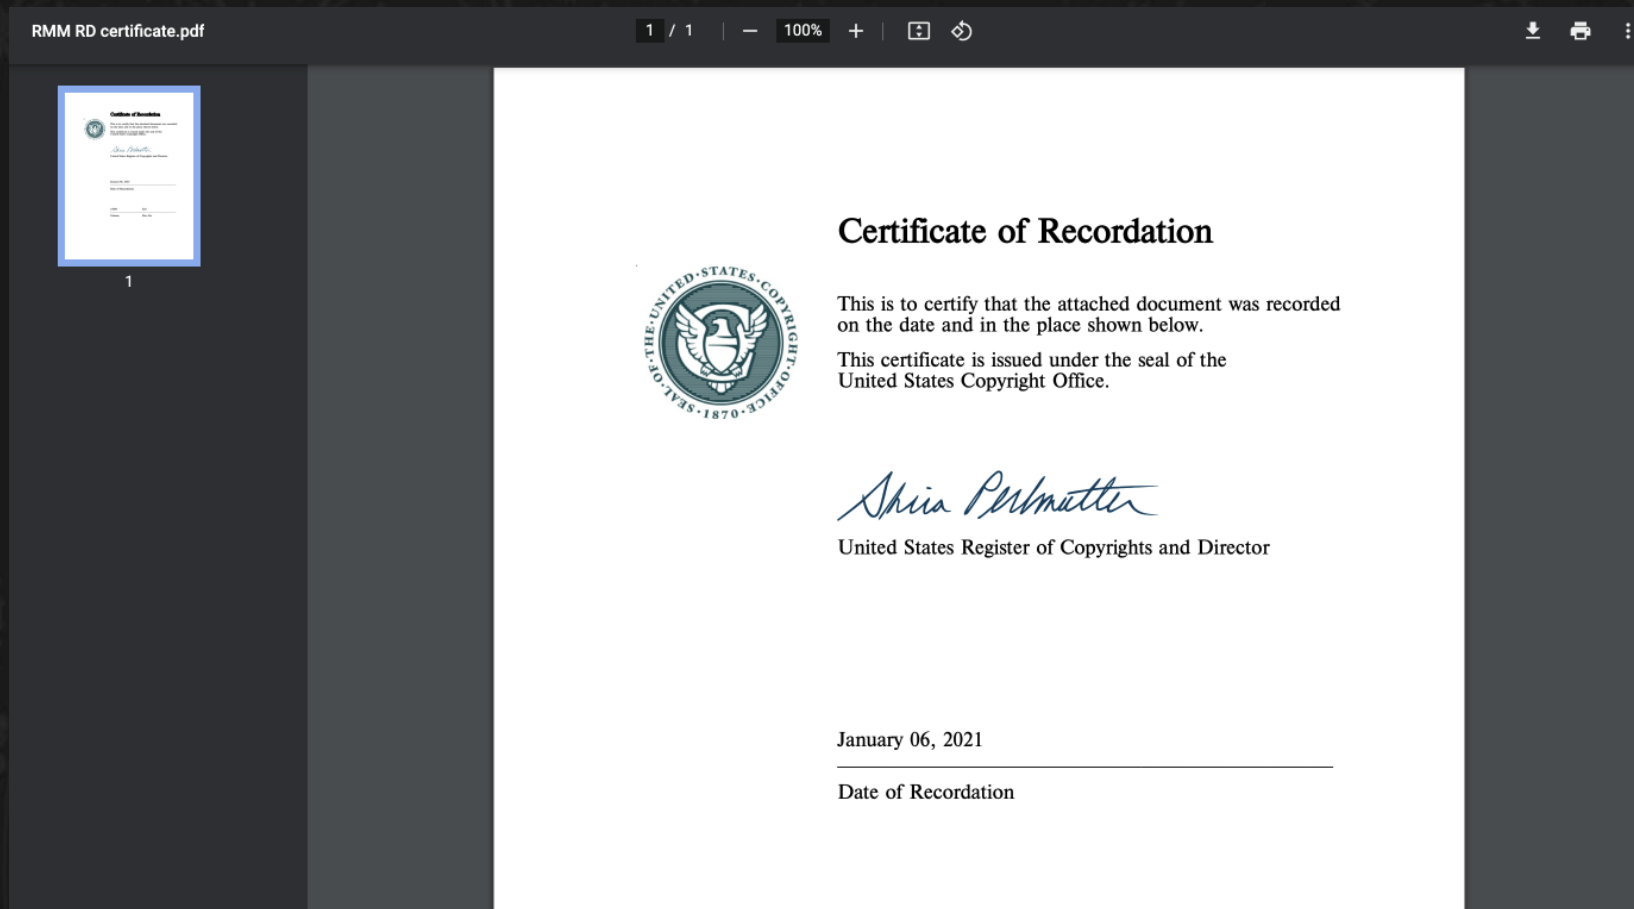 RMM RD certificate.pdf
1 / 1
100%
1
Certificate of Recordation
SEAL·OF·THE·UNITED·STATES·COPYRIGHT·OFFICE·1870·
This is to certify that the attached document was recorded
on the date and in the place shown below.
This certificate is issued under the seal of the
United States Copyright Office.
Shira Perlmutter
United States Register of Copyrights and Director
January 06, 2021
Date of Recordation